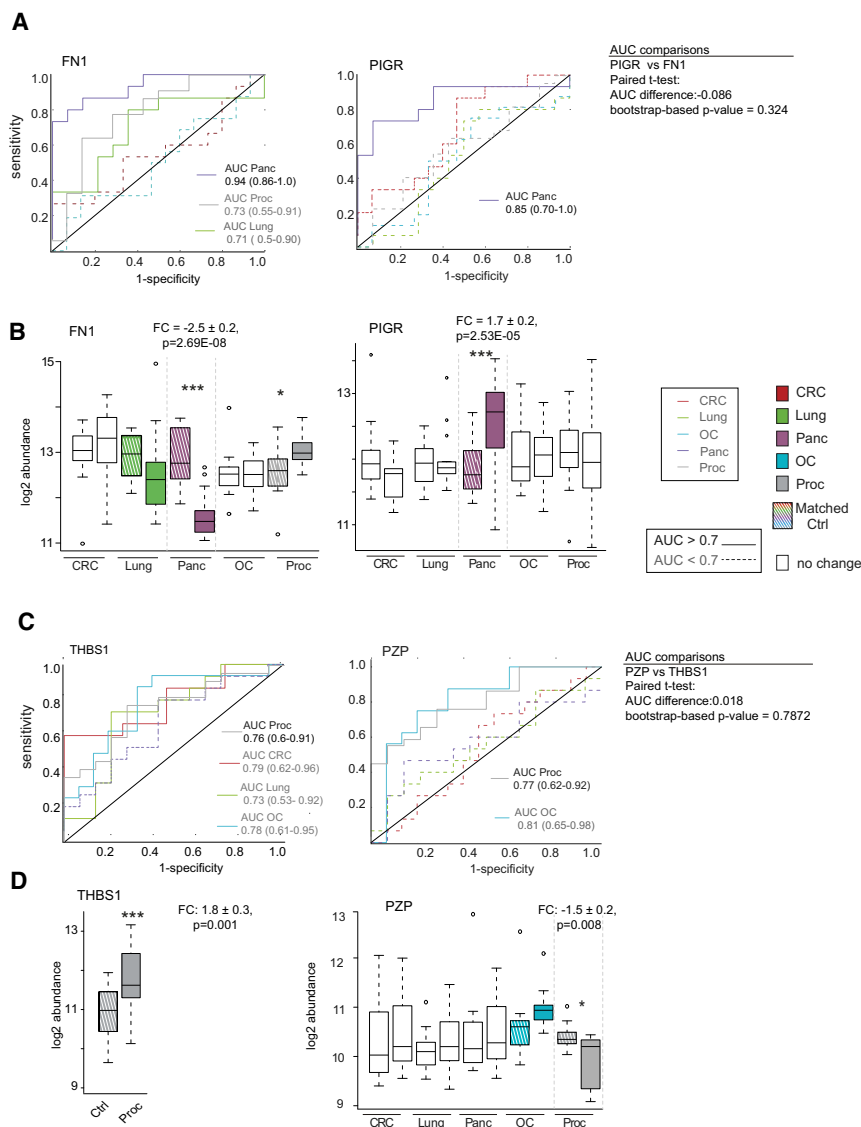 A
FN1
1.0
0.8
0.6
0.4
0.2
sensitivity
AUC Panc
0.94 (0.86-1.0)
AUC Proc
0.73 (0.55-0.91)
AUC Lung
0.71 ( 0.5-0.90)
0.2 0.4 0.6 0.8 1.0
1-specificity
PIGR
1.0
0.8
0.6
0.4
0.2
AUC Panc
0.85 (0.70-1.0)
0.2 0.4 0.6 0.8 1.0
1-specificity
AUC comparisons
PIGR vs FN1
Paired t-test:
AUC difference:-0.086
bootstrap-based p-value = 0.324
B
FN1
FC = -2.5 ± 0.2,
p=2.69E-08
15
13
11
log2 abundance
***
*
CRC Lung Panc OC Proc
PIGR
FC = 1.7 ± 0.2,
p=2.53E-05
***
13
11
CRC Lung Panc OC Proc
CRC
Lung
OC
Panc
Proc
AUC > 0.7
AUC < 0.7
CRC
Lung
Panc
OC
Proc
Matched
Ctrl
no change
C
THBS1
1.0
0.8
0.6
0.4
0.2
sensitivity
AUC Proc
0.76 (0.6-0.91)
AUC CRC
0.79 (0.62-0.96)
AUC Lung
0.73 (0.53- 0.92)
AUC OC
0.78 (0.61-0.95)
0.2 0.4 0.6 0.8 1.0
1-specificity
PZP
1.0
0.8
0.6
0.4
0.2
AUC Proc
0.77 (0.62-0.92)
AUC OC
0.81 (0.65-0.98)
0.2 0.4 0.6 0.8 1.0
1-specificity
AUC comparisons
PZP vs THBS1
Paired t-test:
AUC difference:0.018
bootstrap-based p-value = 0.7872
D
THBS1
FC: 1.8 ± 0.3,
p=0.001
***
13
11
9
log2 abundance
Ctrl Proc
PZP
FC: -1.5 ± 0.2,
p=0.008
*
13
12
11
10
9
log2 abundance
CRC Lung Panc OC Proc